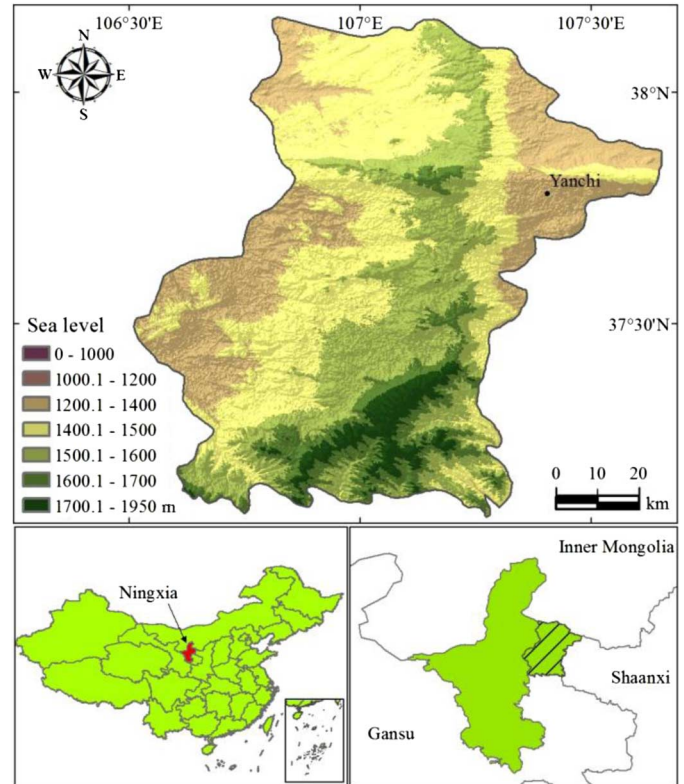 106°30'E 107°E 107°30'E
N
W E
S
38°N
Yanchi
37°30'N
Sea level
0 - 1000
1000.1 - 1200
1200.1 - 1400
1400.1 - 1500
1500.1 - 1600
1600.1 - 1700
1700.1 - 1950 m
0 10 20
km
Ningxia
Inner Mongolia
Shaanxi
Gansu